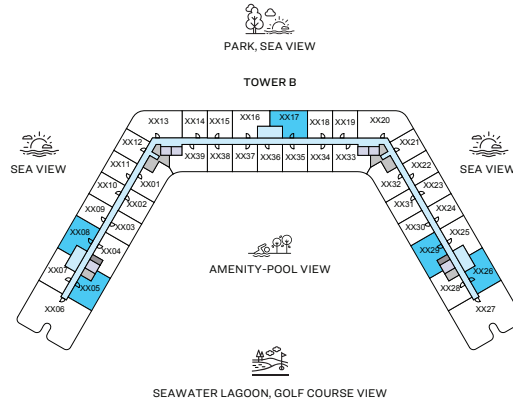 PARK, SEA VIEW
TOWER B
XX13
XX14
XX15
XX16
XX17
XX18
XX19
XX20
XX12
XX39
XX38
XX37
XX36
XX35
XX34
XX33
XX21
SEA VIEW
XX11
XX01
XX32
XX22
SEA VIEW
XX10
XX02
XX31
XX23
XX09
XX03
XX30
XX24
XX08
XX04
XX29
XX25
XX07
XX05
AMENITY-POOL VIEW
XX28
XX26
XX06
XX27
SEAWATER LAGOON, GOLF COURSE VIEW